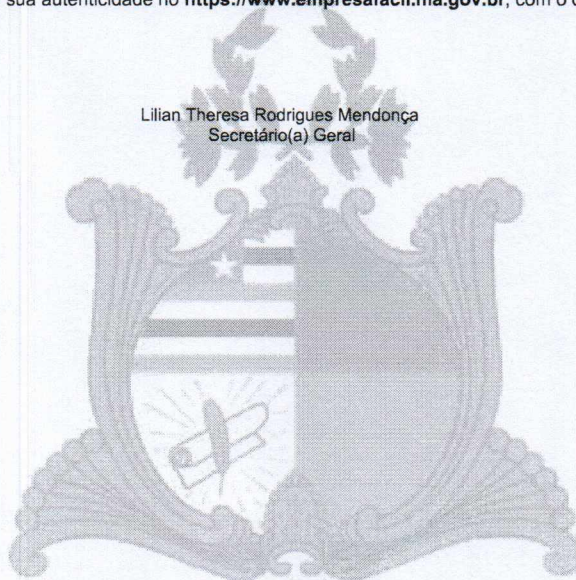 sua autenticidade no https://www.empresafacil.ma.gov.br, com o
Lilian Theresa Rodrigues Mendonça
Secretário(a) Geral